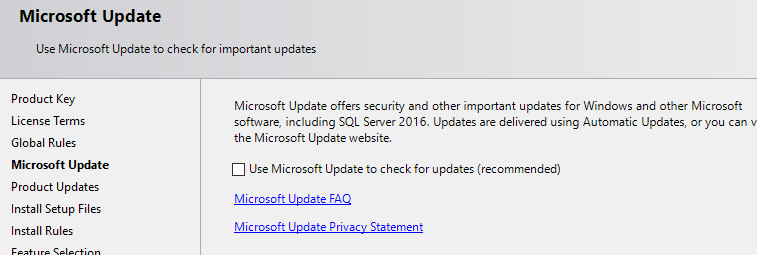 Microsoft Update
Use Microsoft Update to check for important updates
Product Key
License Terms
Global Rules
Microsoft Update
Product Updates
Install Setup Files
Install Rules
Feature Selection
Microsoft Update offers security and other important updates for Windows and other Microsoft
software, including SQL Server 2016. Updates are delivered using Automatic Updates, or you can v
the Microsoft Update website.
Use Microsoft Update to check for updates (recommended)
Microsoft Update FAQ
Microsoft Update Privacy Statement